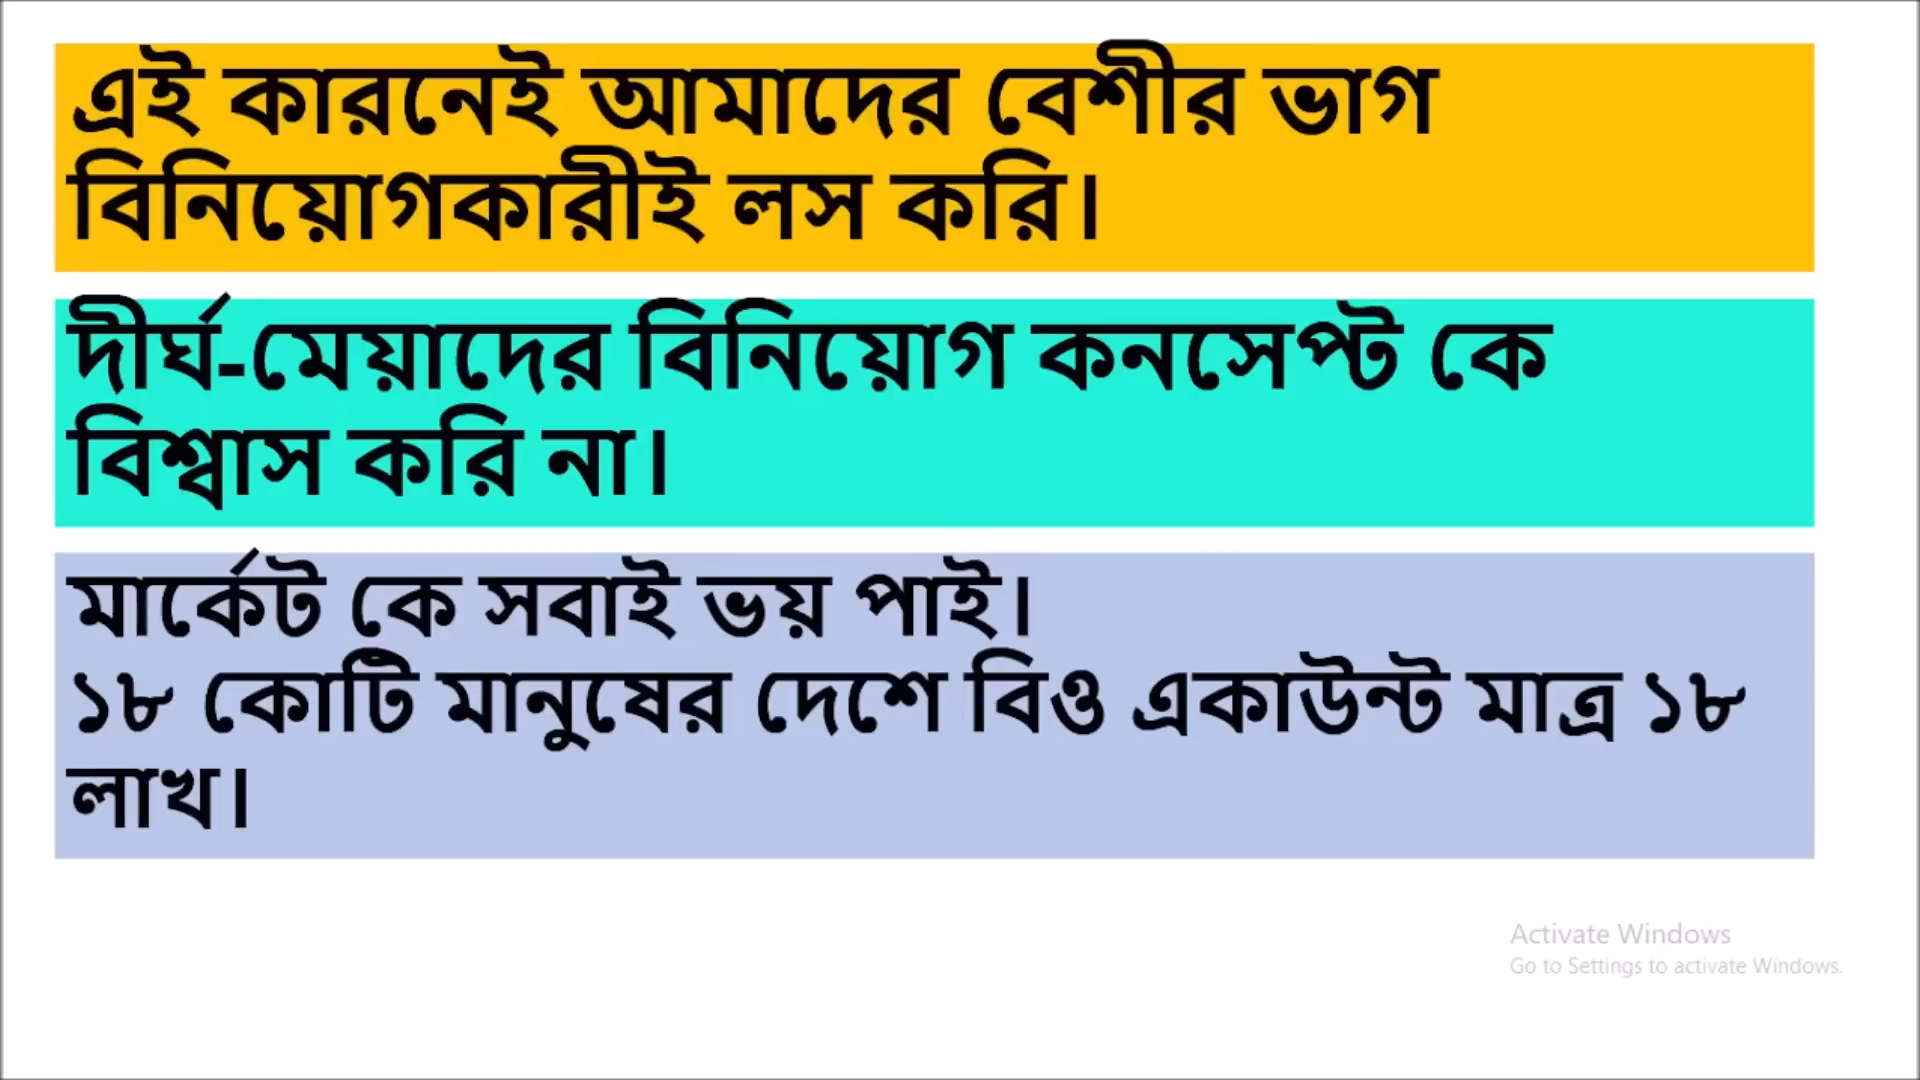 এই কারনেই আমাদের বেশীর ভাগ
বিনিয়োগকারীই লস করি।
দীর্ঘ-মেয়াদের বিনিয়োগ কনসেপ্ট কে
বিশ্বাস করি না।
মার্কেট কে সবাই ভয় পাই।
১৮ কোটি মানুষের দেশে বিও একাউন্ট মাত্র ১৮
লাখ।
Activate Windows
Go to Settings to activate Windows.